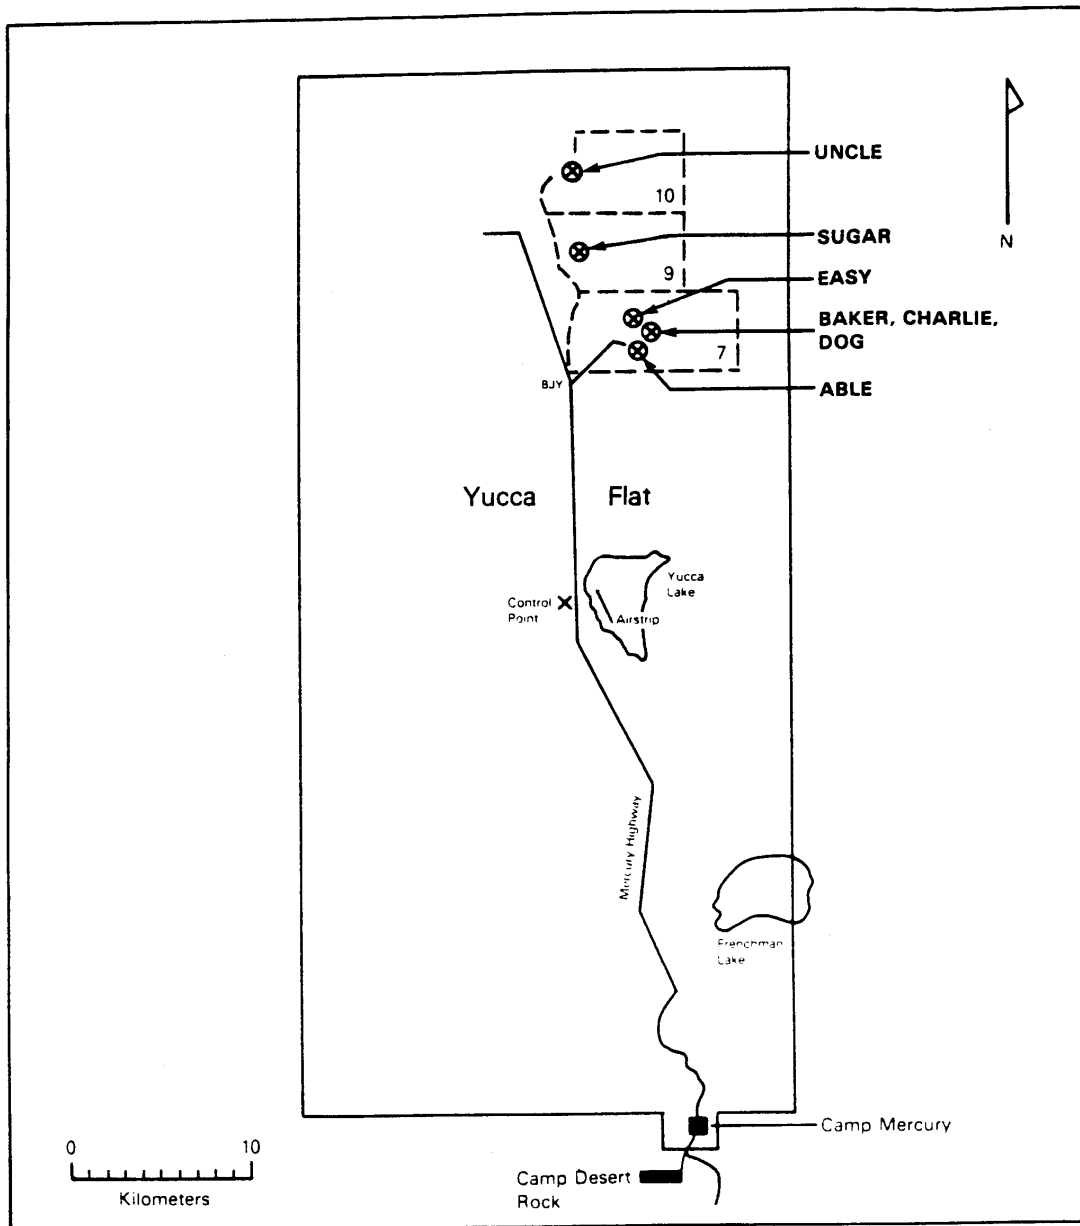 UNCLE
10
N
SUGAR
9
EASY
BAKER, CHARLIE,
DOG
7
ABLE
BJY
Yucca Flat
Yucca
Lake
Control
Point
Airstrip
Mercury Highway
Frenchman
Lake
Camp Mercury
0 10
Kilometers
Camp Desert
Rock